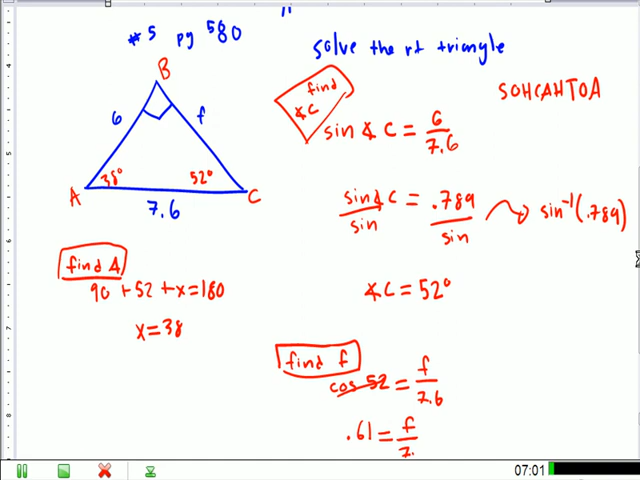 #5 pg 580
solve the rt triangle
B
6
f
A
38°
52°
C
7.6
find ∡C
SOHCAHTOA
sin ∡ C = 6/7.6
sin∡C/sin = .789/sin
sin⁻¹(.789)
∡C = 52°
find A
90 + 52 + x = 180
x = 38
find f
cos 52 = f/7.6
.61 = f/7.
07:01